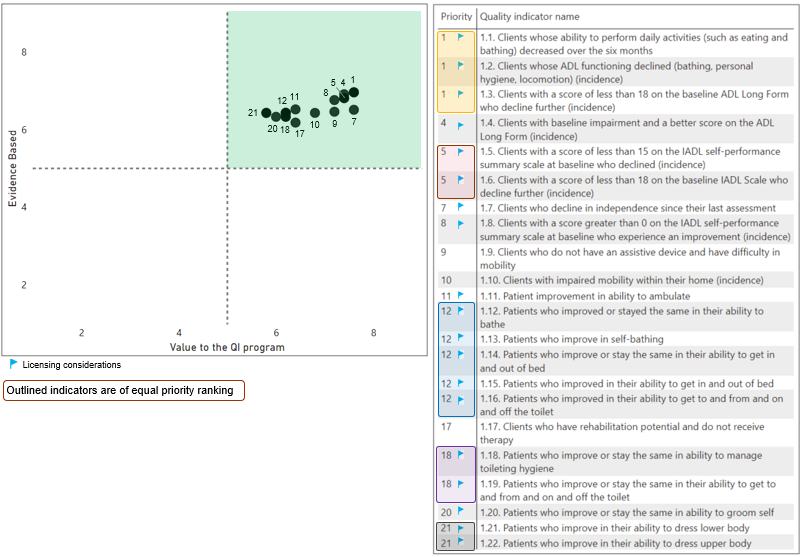 Evidence Based
8
6
4
2
2
4
6
8
Value to the QI program
1
4
5
8
11
12
21
20
18
17
10
9
7
Licensing considerations
Outlined indicators are of equal priority ranking
Priority Quality indicator name
1 1.1. Clients whose ability to perform daily activities (such as eating and
bathing) decreased over the six months
1 1.2. Clients whose ADL functioning declined (bathing, personal
hygiene, locomotion) (incidence)
1 1.3. Clients with a score of less than 18 on the baseline ADL Long Form
who decline further (incidence)
4 1.4. Clients with baseline impairment and a better score on the ADL
Long Form (incidence)
5 1.5. Clients with a score of less than 15 on the IADL self-performance
summary scale at baseline who declined (incidence)
5 1.6. Clients with a score of less than 18 on the baseline IADL Scale who
decline further (incidence)
7 1.7. Clients who decline in independence since their last assessment
8 1.8. Clients with a score greater than 0 on the IADL self-performance
summary scale at baseline who experience an improvement (incidence)
9 1.9. Clients who do not have an assistive device and have difficulty in
mobility
10 1.10. Clients with impaired mobility within their home (incidence)
11 1.11. Patient improvement in ability to ambulate
12 1.12. Patients who improved or stayed the same in their ability to
bathe
12 1.13. Patients who improve in self-bathing
12 1.14. Patients who improve or stay the same in their ability to get in
and out of bed
12 1.15. Patients who improved in their ability to get in and out of bed
12 1.16. Patients who improved in their ability to get to and from and on
and off the toilet
17 1.17. Clients who have rehabilitation potential and do not receive
therapy
18 1.18. Patients who improve or stay the same in ability to manage
toileting hygiene
18 1.19. Patients who improve or stay the same in their ability to get to
and from and on and off the toilet
20 1.20. Patients who improve or stay the same in ability to groom self
21 1.21. Patients who improve in their ability to dress lower body
21 1.22. Patients who improve in their ability to dress upper body